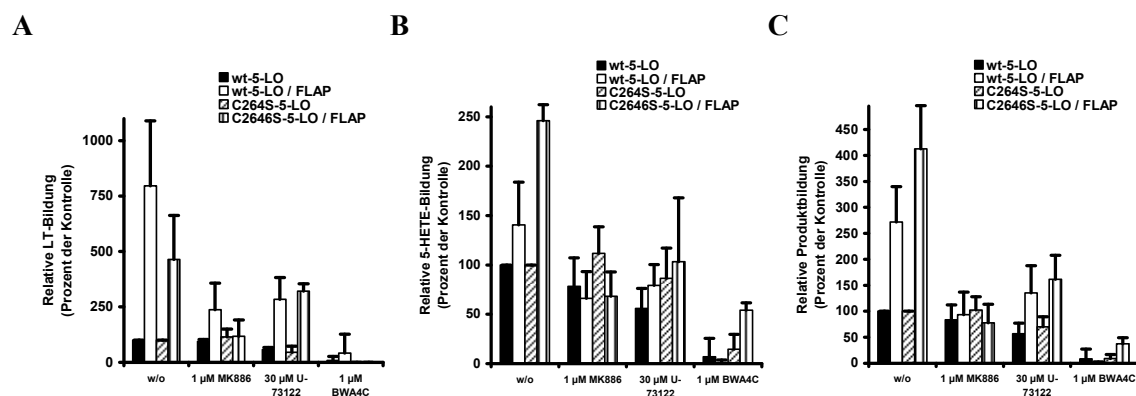 A
wt-5-LO
wt-5-LO / FLAP
C264S-5-LO
C2646S-5-LO / FLAP
Relative LT-Bildung
(Prozent der Kontrolle)
1000
750
500
250
0
w/o
1 µM MK886
30 µM U-
73122
1 µM
BWA4C
B
wt-5-LO
wt-5-LO / FLAP
C264S-5-LO
C2646S-5-LO / FLAP
Relative 5-HETE-Bildung
(Prozent der Kontrolle)
250
200
150
100
50
0
w/o
1 µM MK886
30 µM U-
73122
1 µM BWA4C
C
wt-5-LO
wt-5-LO / FLAP
C264S-5-LO
C2646S-5-LO / FLAP
Relative Produktbildung
(Prozent der Kontrolle)
450
400
350
300
250
200
150
100
50
0
w/o
1 µM MK886
30 µM U-
73122
1 µM BWA4C